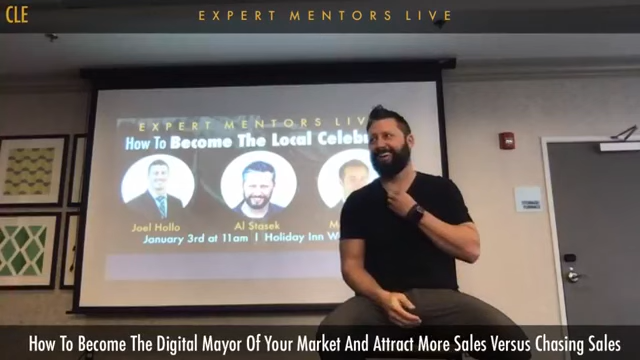 CLE
EXPERT MENTORS LIVE
EXPERT MENTORS LIV
How To Become The Local Celeb
Joel Hollo
Al Stasek
M
January 3rd at 11am | Holiday Inn W
How To Become The Digital Mayor Of Your Market And Attract More Sales Versus Chasing Sales